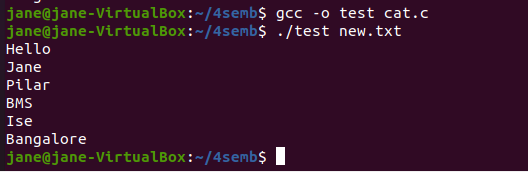 jane@jane-VirtualBox:~/4semb$ gcc -o test cat.c
jane@jane-VirtualBox:~/4semb$ ./test new.txt
Hello
Jane
Pilar
BMS
Ise
Bangalore
jane@jane-VirtualBox:~/4semb$